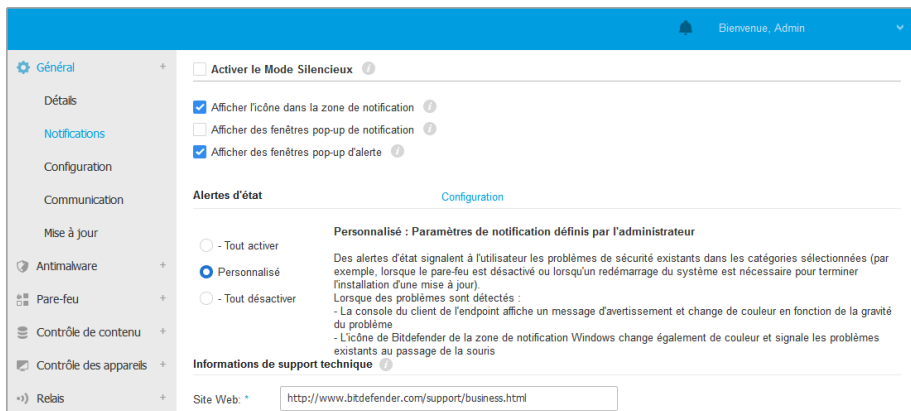 Bienvenue, Admin
Général +
Détails
Notifications
Configuration
Communication
Mise à jour
Antimalware +
Pare-feu +
Contrôle de contenu +
Contrôle des appareils +
Relais +
Activer le Mode Silencieux i
Afficher l'icône dans la zone de notification i
Afficher des fenêtres pop-up de notification i
Afficher des fenêtres pop-up d'alerte i
Alertes d'état Configuration
- Tout activer
Personnalisé
- Tout désactiver
Personnalisé : Paramètres de notification définis par l'administrateur
Des alertes d'état signalent à l'utilisateur les problèmes de sécurité existants dans les catégories sélectionnées (par
exemple, lorsque le pare-feu est désactivé ou lorsqu'un redémarrage du système est nécessaire pour terminer
l'installation d'une mise à jour).
Lorsque des problèmes sont détectés :
- La console du client de l'endpoint affiche un message d'avertissement et change de couleur en fonction de la gravité
du problème
- L'icône de Bitdefender de la zone de notification Windows change également de couleur et signale les problèmes
existants au passage de la souris
Informations de support technique i
Site Web: * http://www.bitdefender.com/support/business.html